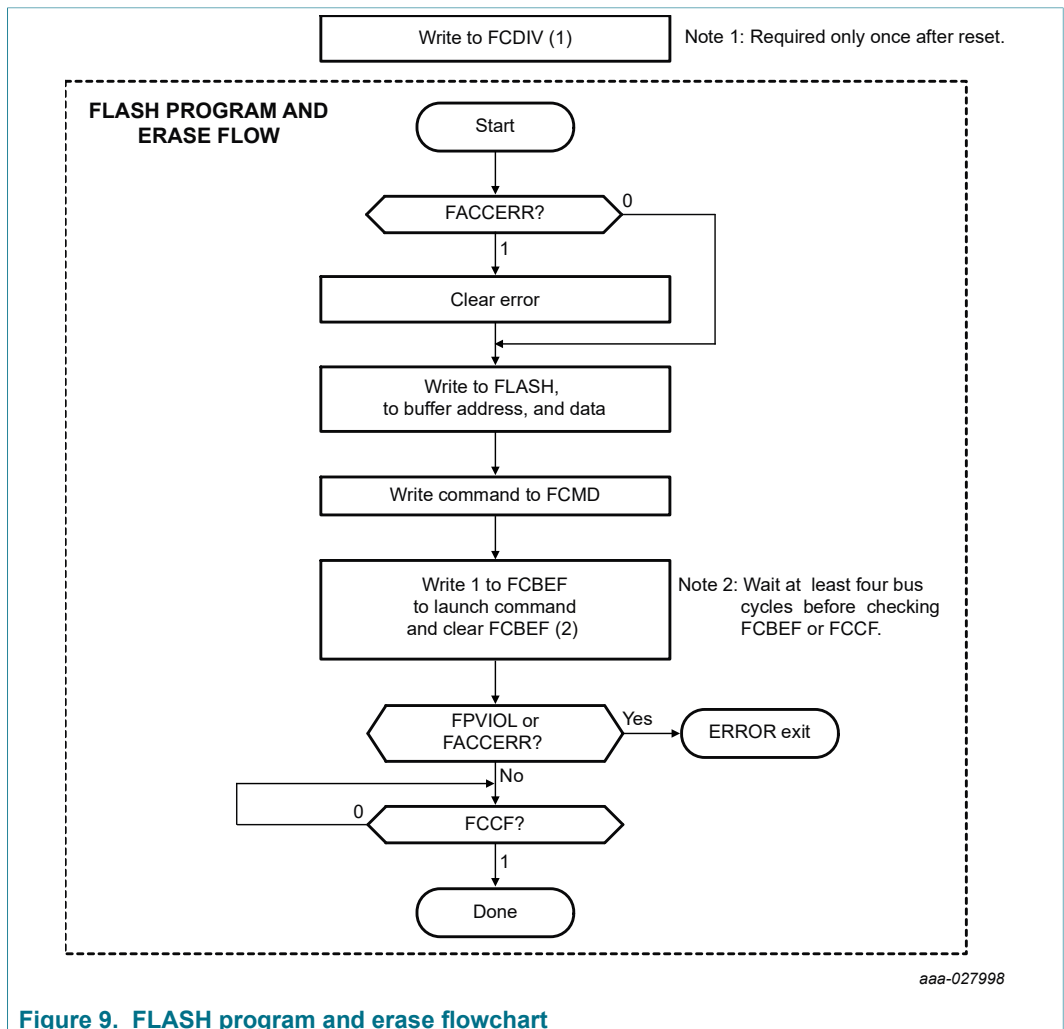 Write to FCDIV (1)
Note 1: Required only once after reset.
FLASH PROGRAM AND
ERASE FLOW
Start
FACCERR?
0
1
Clear error
Write to FLASH,
to buffer address, and data
Write command to FCMD
Write 1 to FCBEF
to launch command
and clear FCBEF (2)
Note 2: Wait at least four bus
cycles before checking
FCBEF or FCCF.
FPVIOL or
FACCERR?
Yes
ERROR exit
No
0
FCCF?
1
Done
aaa-027998
Figure 9. FLASH program and erase flowchart